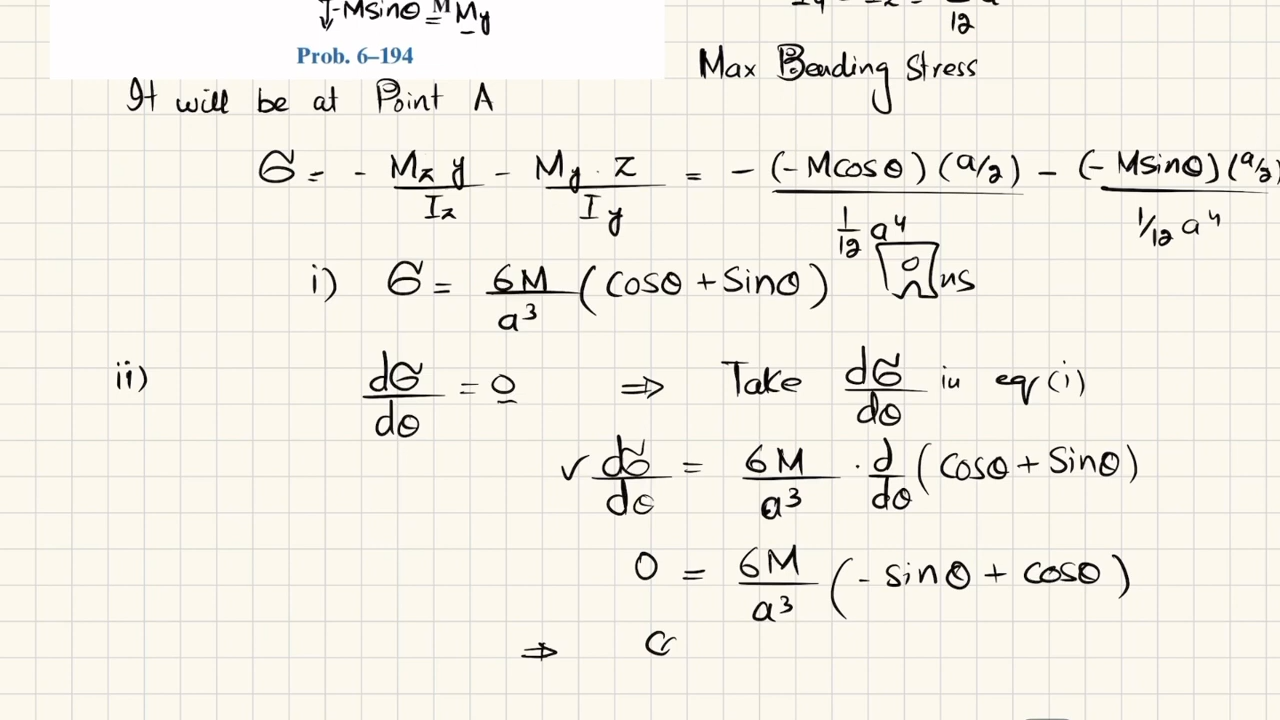 -Msinθ = My M
Prob. 6–194
12
Max Bending Stress
It will be at Point A
σ = - Mz y / Iz - My . z / Iy = - (-Mcosθ) (a/2) / 1/12 a⁴ - (-Msinθ) (a/2) / 1/12 a⁴
i) σ = 6M / a³ (Cosθ + Sinθ) ns
ii) dσ/dθ = 0 ⇒ Take dσ/dθ in eq (i)
✓ dσ/dθ = 6M / a³ . d/dθ (Cosθ + Sinθ)
0 = 6M / a³ (- sinθ + cosθ)
⇒